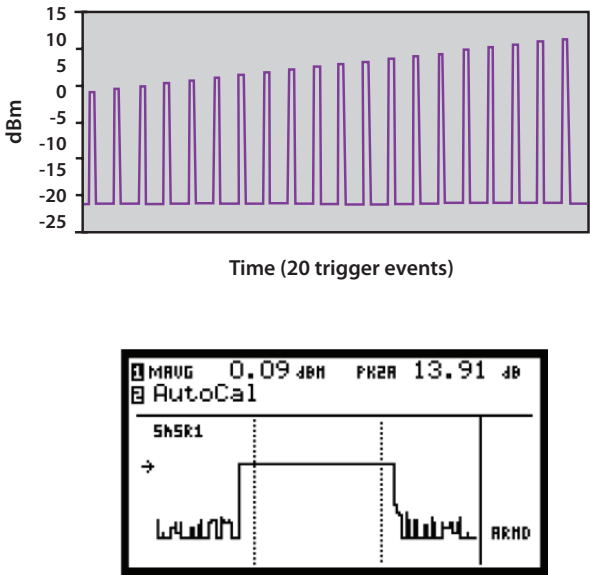 15
10
5
0
-5
-10
-15
-20
-25
dBm
Time (20 trigger events)
1 MAVG 0.09 dBM PK2A 13.91 dB
2 AutoCal
ShSR1
ARMD